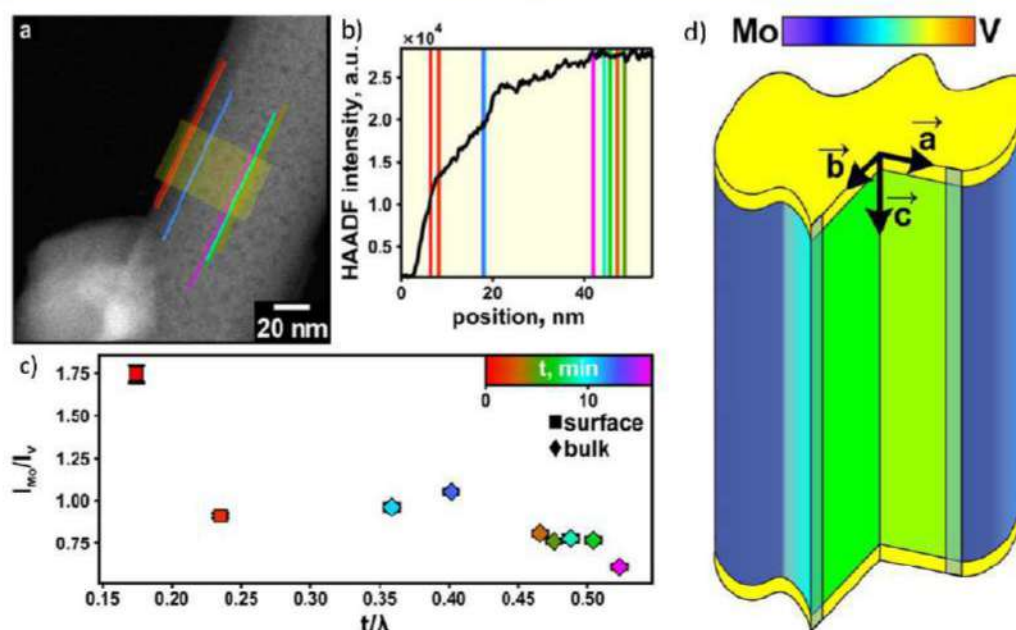 a
20 nm
b)
×10⁴
HAADF intensity, a.u.
2.5
2.0
1.5
1.0
0.5
0 20 40
position, nm
c)
I_Mo/I_V
1.75
1.50
1.25
1.00
0.75
t, min
0 10
surface
bulk
0.15 0.20 0.25 0.30 0.35 0.40 0.45 0.50
t/λ
d)
Mo V
a
b
c